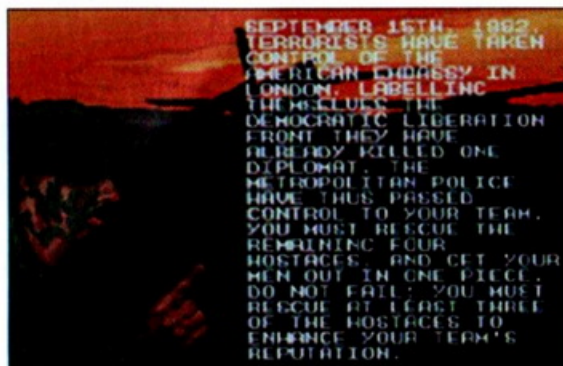 SEPTEMBER 15TH,
TERRORISTS HAVE TAKEN
CONTROL OF THE
AMERICAN EMBASSY IN
LONDON. LABELLING
THEMSELVES THE
DEMOCRATIC LIBERATION
FRONT THEY HAVE
ALREADY KILLED ONE
DIPLOMAT. THE
METROPOLITAN POLICE
HAVE THUS PASSED
CONTROL TO YOUR TEAM.
YOU MUST RESCUE THE
REMAINING FOUR
HOSTAGES, AND GET YOUR
MEN OUT IN ONE PIECE.
DO NOT FAIL; YOU MUST
RESCUE AT LEAST THREE
OF THE HOSTAGES TO
ENHANCE YOUR TEAM'S
REPUTATION.